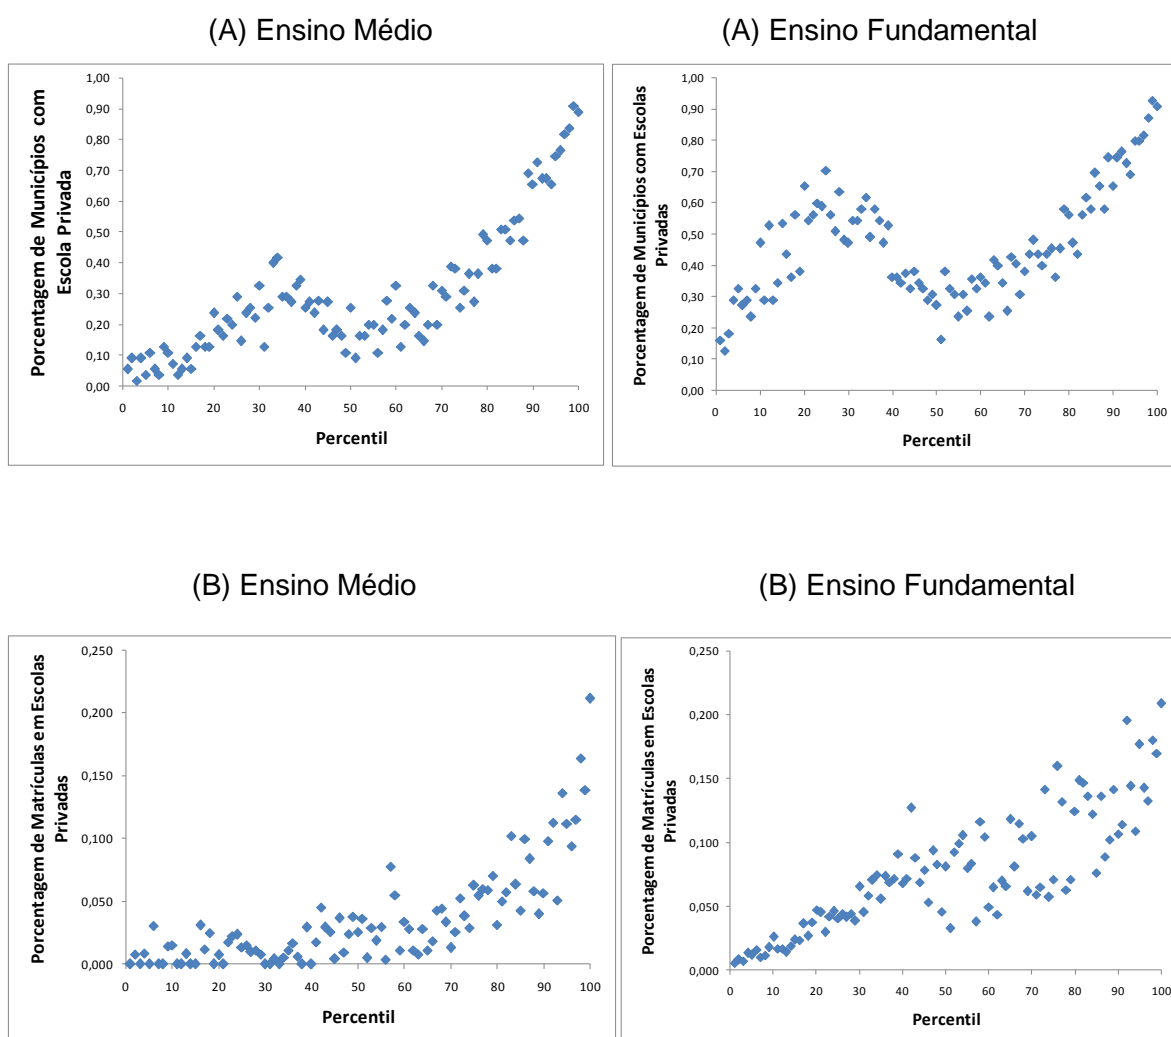 (A) Ensino Médio
(A) Ensino Fundamental
Porcentagem de Municípios com
Escola Privada
1,00
0,90
0,80
0,70
0,60
0,50
0,40
0,30
0,20
0,10
0,00
0 10 20 30 40 50 60 70 80 90 100
Percentil
Porcentagem de Municípios com Escolas
Privadas
1,00
0,90
0,80
0,70
0,60
0,50
0,40
0,30
0,20
0,10
0,00
0 10 20 30 40 50 60 70 80 90 100
Percentil
(B) Ensino Médio
(B) Ensino Fundamental
Porcentagem de Matrículas em Escolas
Privadas
0,250
0,200
0,150
0,100
0,050
0,000
0 10 20 30 40 50 60 70 80 90 100
Percentil
Porcentagem de Matrículas em Escolas
Privadas
0,250
0,200
0,150
0,100
0,050
0,000
0 10 20 30 40 50 60 70 80 90 100
Percentil